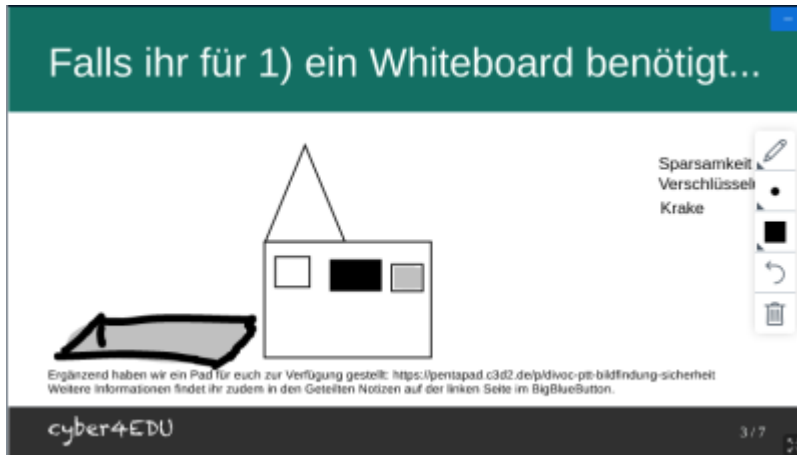 Falls ihr für 1) ein Whiteboard benötigt...
Sparsamkeit
Verschlüsseln
Krake
Ergänzend haben wir ein Pad für euch zur Verfügung gestellt: https://pentapad.c3d2.de/p/divoc-ptt-bildfindung-sicherheit
Weitere Informationen findet ihr zudem in den Geteilten Notizen auf der linken Seite im BigBlueButton.
cyber4EDU
3/7